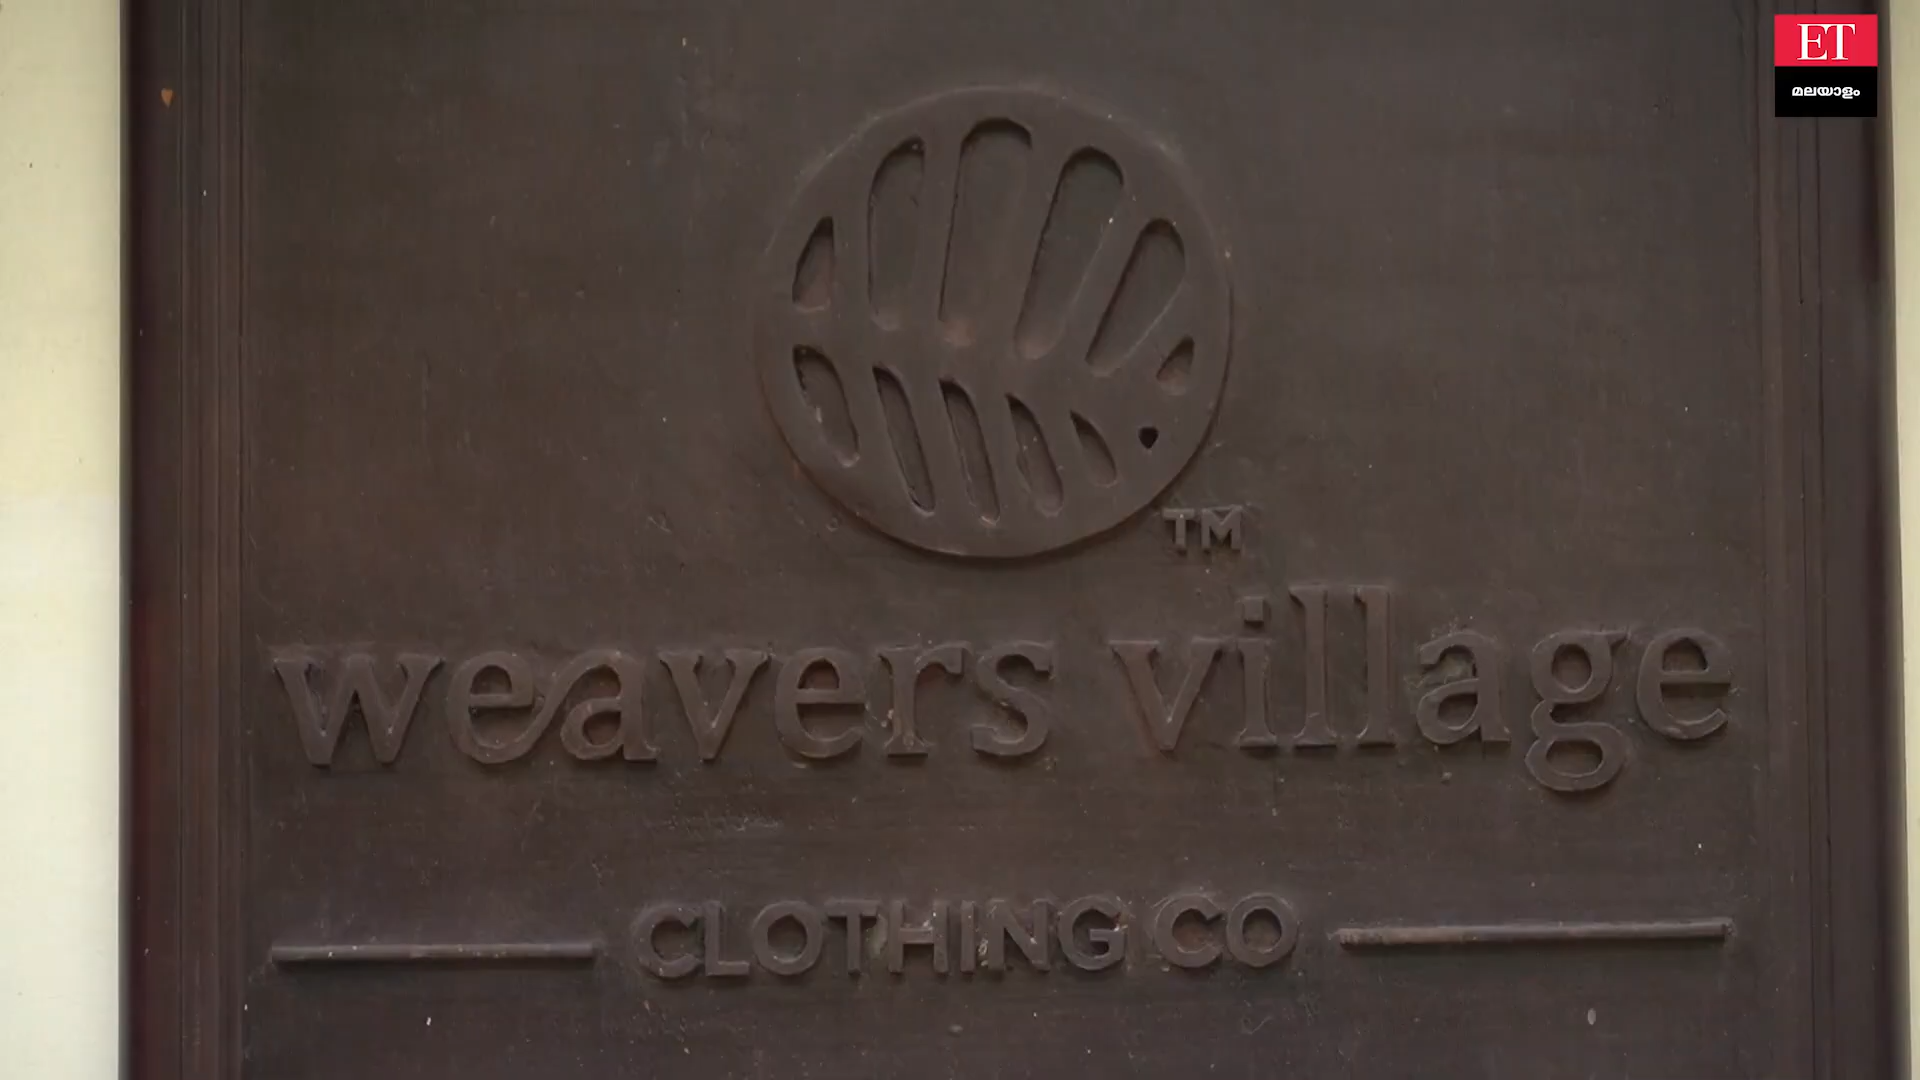 ET
മലയാളം
TM
weavers village
CLOTHING CO